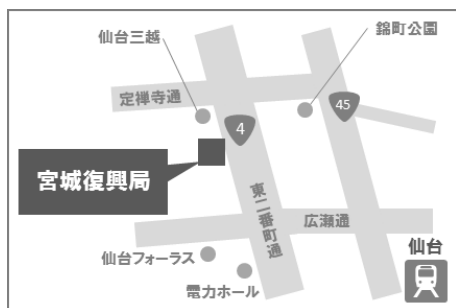 仙台三越
錦町公園
定禅寺通
45
4
宮城復興局
東二番町通
広瀬通
仙台
仙台フォーラス
電力ホール